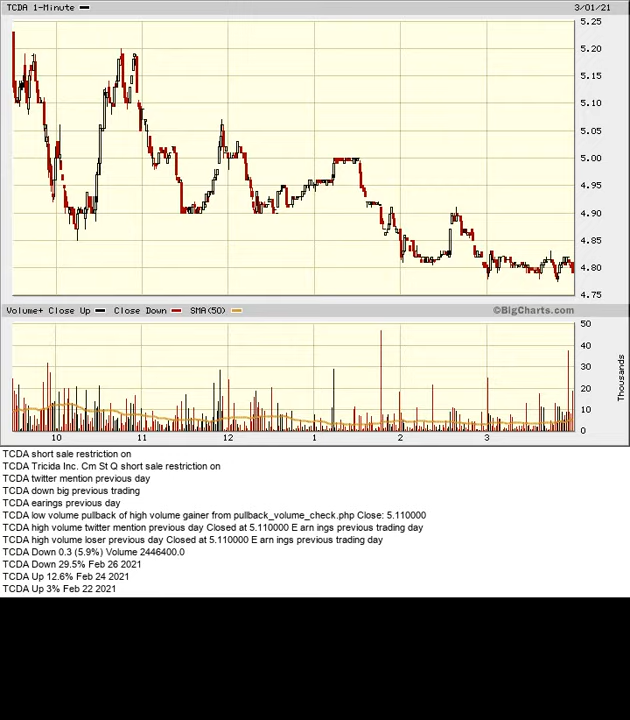 TCDA 1-Minute 3/01/21
5.25
5.20
5.15
5.10
5.05
5.00
4.95
4.90
4.85
4.80
4.75
Volume+ Close Up Close Down SMA(50) ©BigCharts.com
50
40
30
20
10
0
Thousands
10 11 12 1 2 3
TCDA short sale restriction on
TCDA Tricida Inc. Cm St Q short sale restriction on
TCDA twitter mention previous day
TCDA down big previous trading
TCDA earings previous day
TCDA low volume pullback of high volume gainer from pullback_volume_check.php Close: 5.110000
TCDA high volume twitter mention previous day Closed at 5.110000 E arn ings previous trading day
TCDA high volume loser previous day Closed at 5.110000 E arn ings previous trading day
TCDA Down 0.3 (5.9%) Volume 2446400.0
TCDA Down 29.5% Feb 26 2021
TCDA Up 12.6% Feb 24 2021
TCDA Up 3% Feb 22 2021